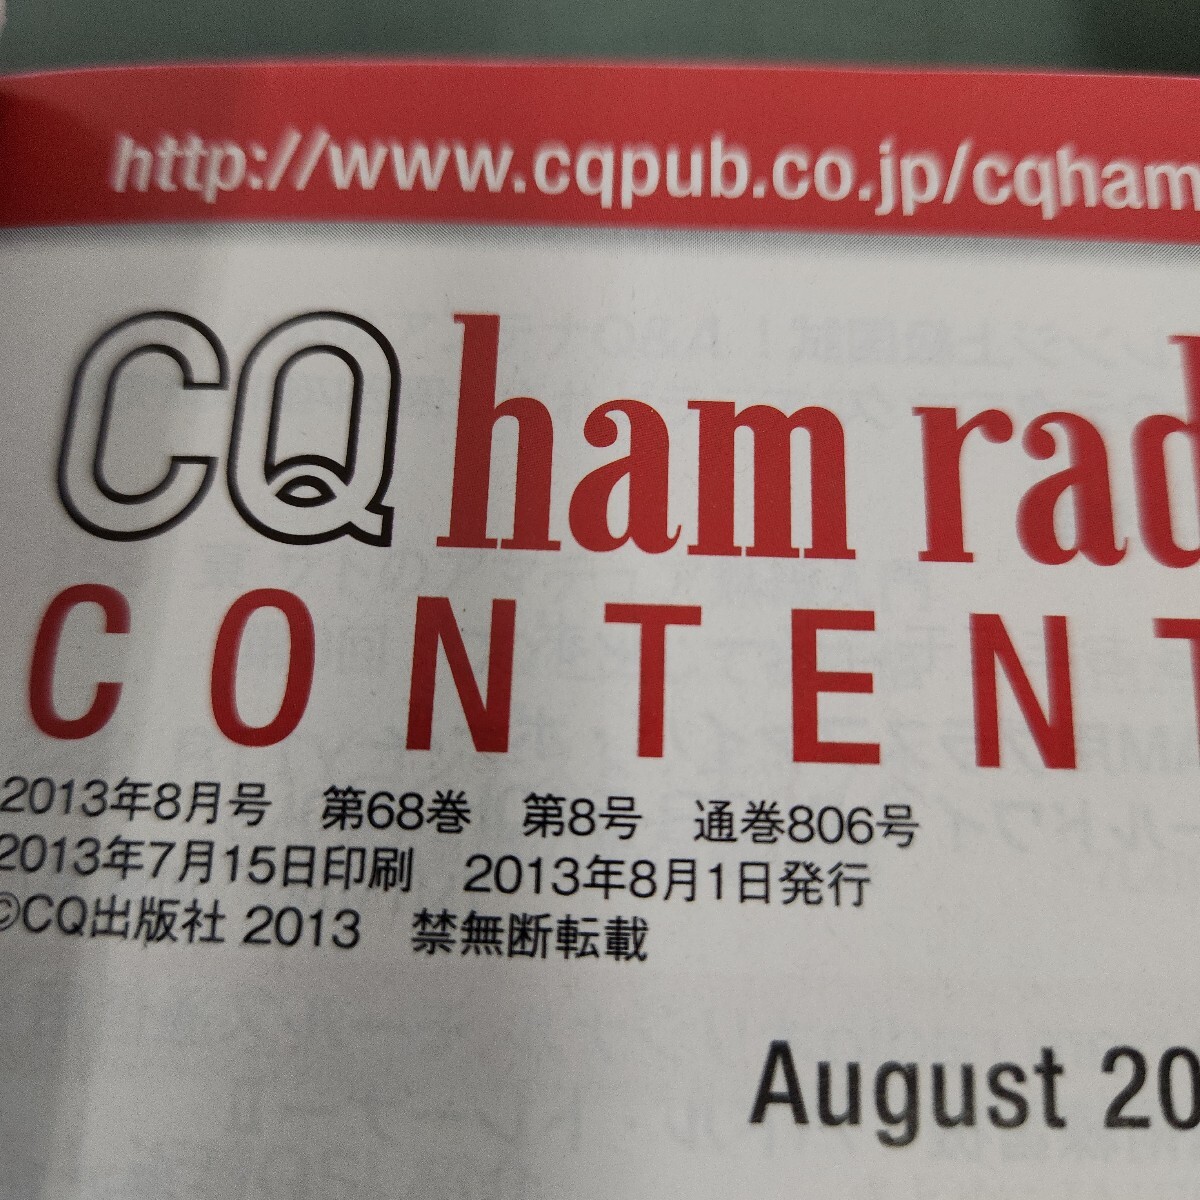 http://www.cqpub.co.jp/cqham
CQ ham rad
CONTENT
2013年8月号 第68巻 第8号 通巻806号
2013年7月15日印刷 2013年8月1日発行
©CQ出版社 2013 禁無断転載
August 20